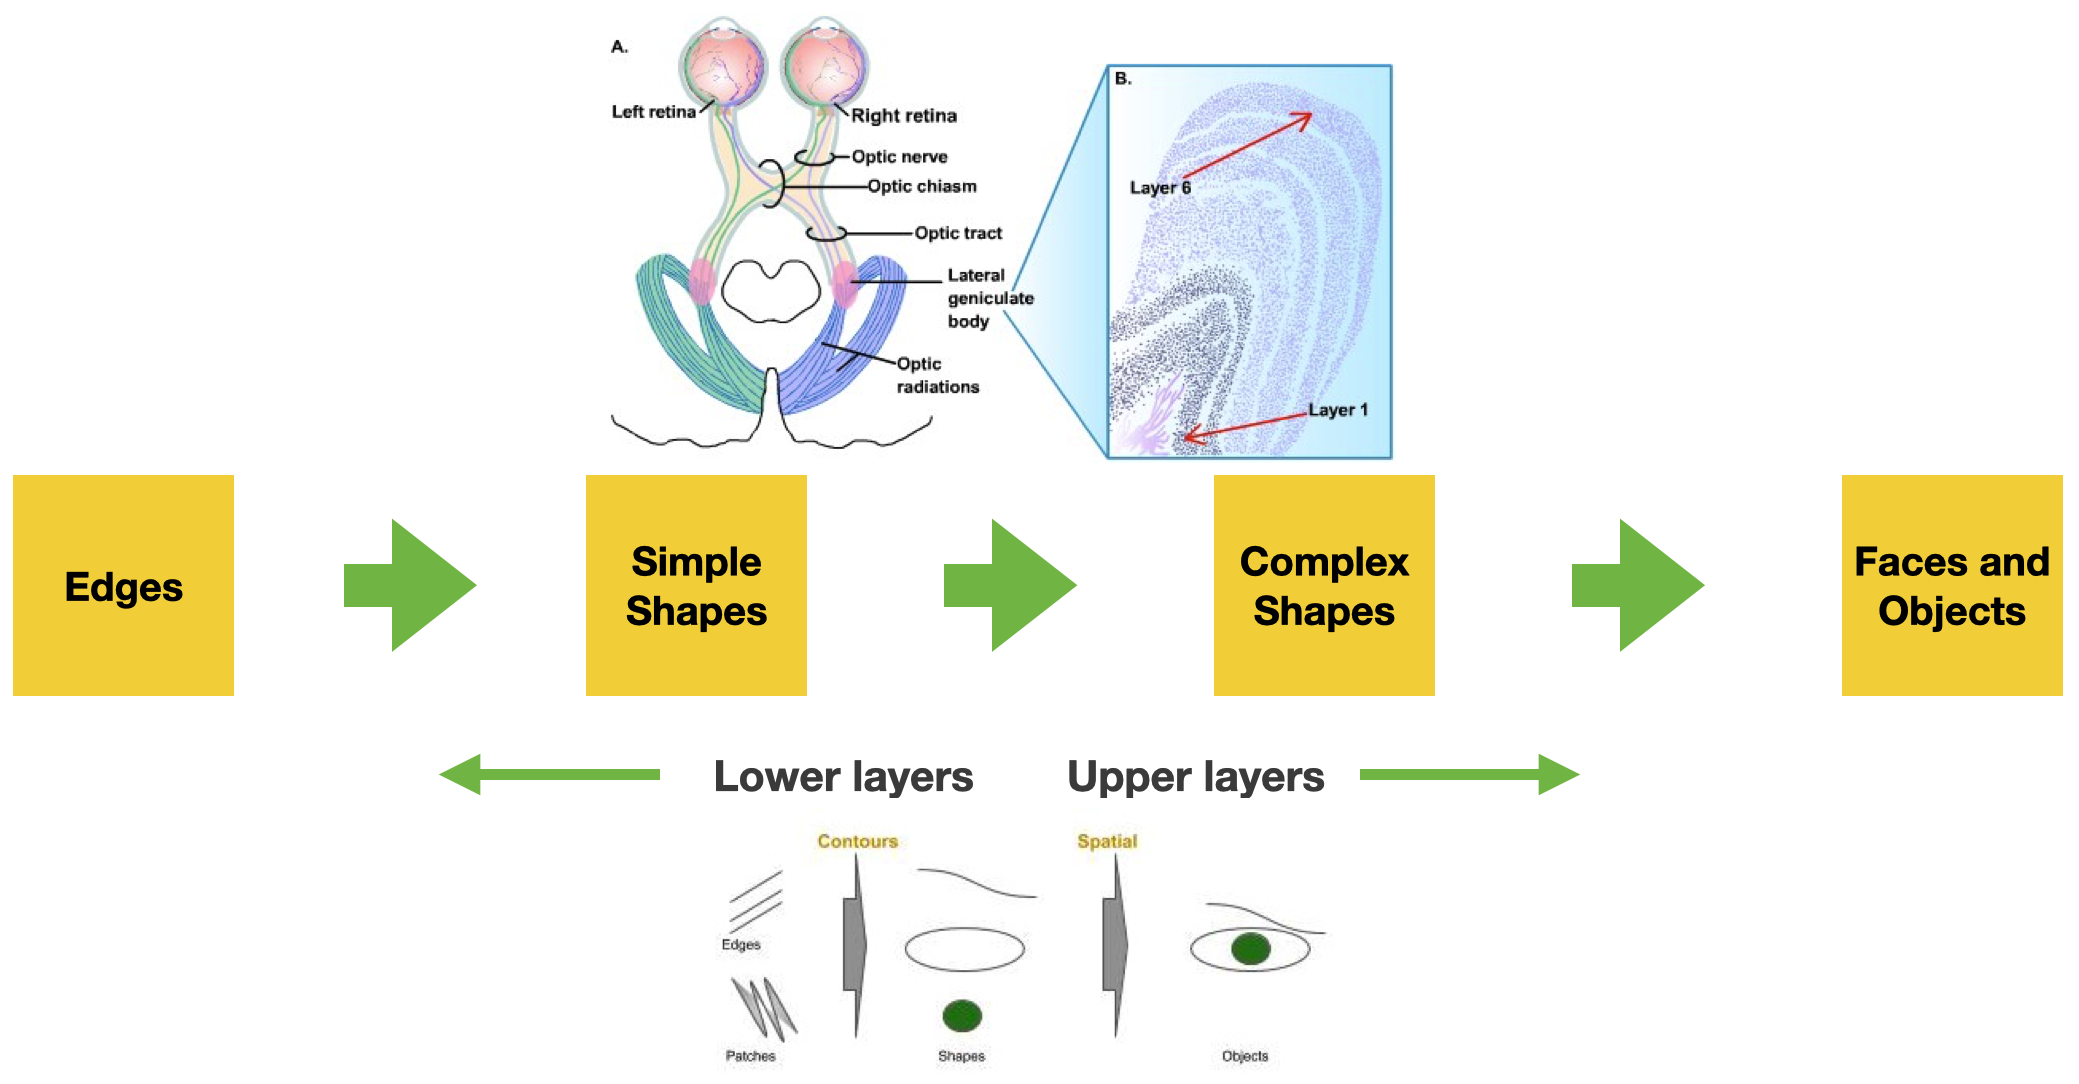 A.
Left retina
Right retina
Optic nerve
Optic chiasm
Optic tract
Lateral
geniculate
body
Optic
radiations
B.
Layer 6
Layer 1
Edges
Simple
Shapes
Complex
Shapes
Faces and
Objects
Lower layers
Upper layers
Contours
Spatial
Edges
Patches
Shapes
Objects